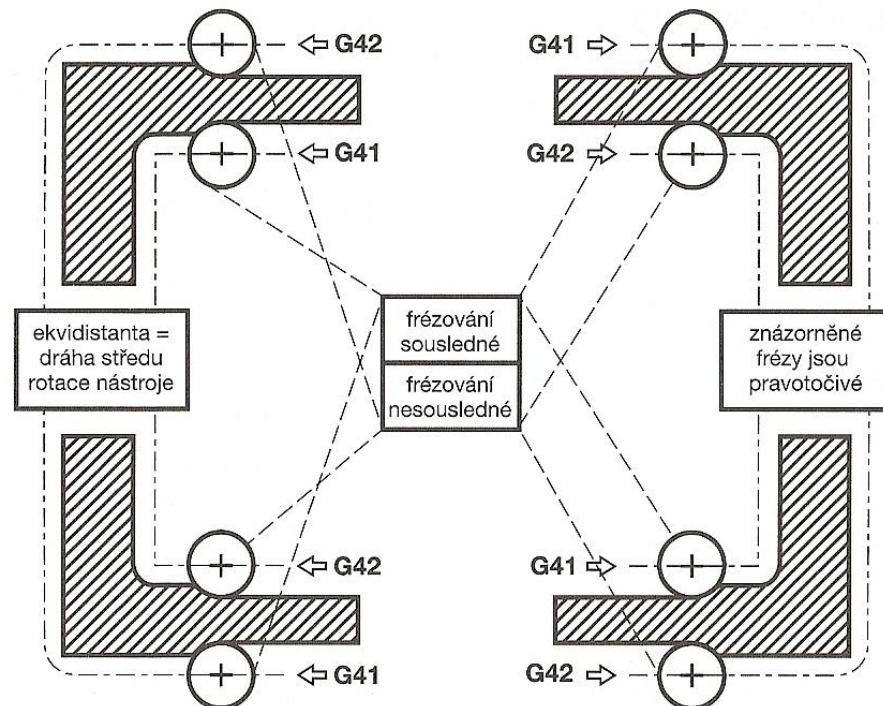 G42
G41
G41
G42
ekvidistanta =
dráha středu
rotace nástroje
frézování
sousledné
frézování
nesousledné
znázorněné
frézy jsou
pravotočivé
G42
G41
G41
G42